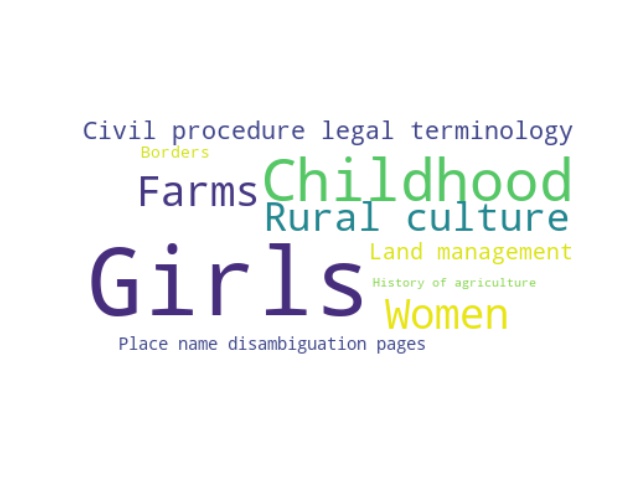 Civil procedure legal terminology
Borders
Farms
Childhood
Rural culture
Girls
Land management
History of agriculture
Women
Place name disambiguation pages